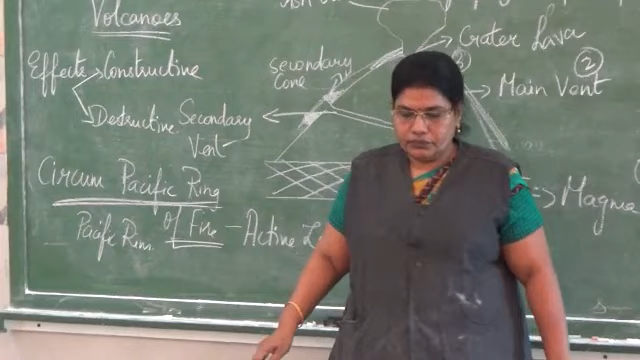 Volcanoes
Effects Constructive
Destructive
secondary
cone
Crater Lava
3
Main Vent 2
Secondary
Vent
Magma
Circum Pacific Ring
of Fire - Active
Pacific Rim